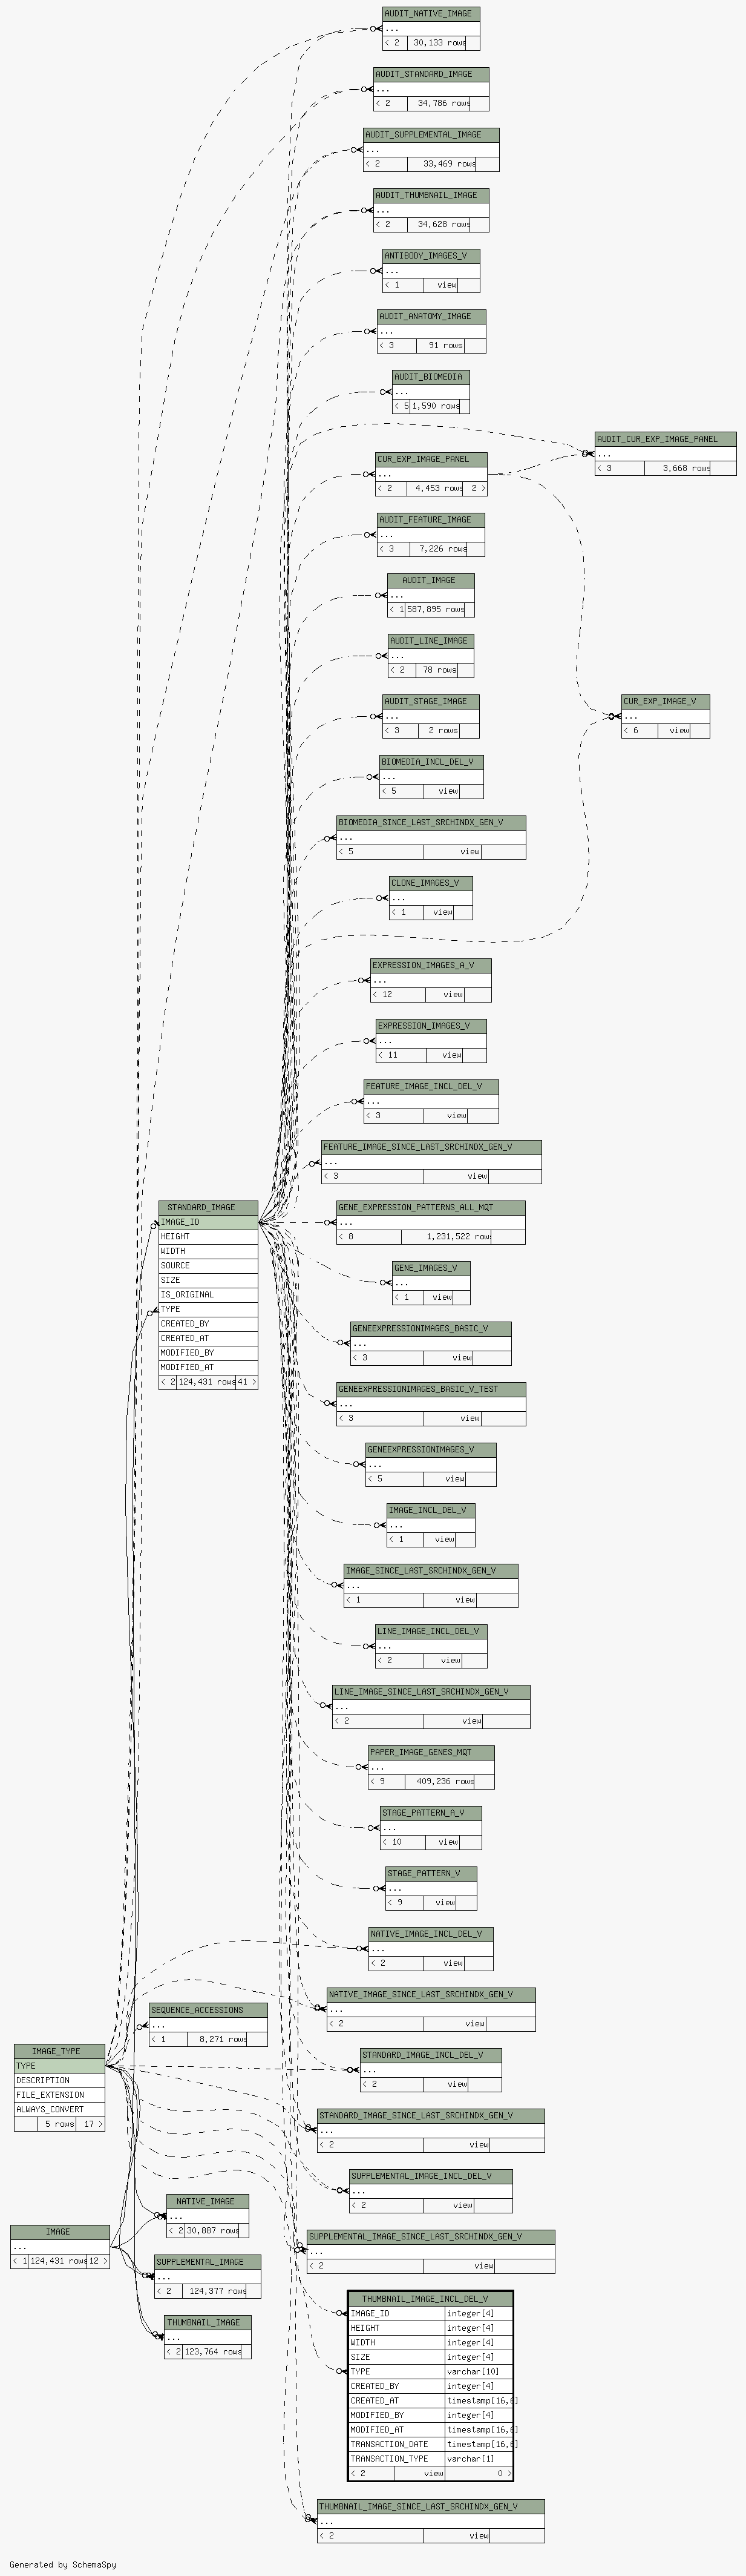 AUDIT_NATIVE_IMAGE
...
< 2 30,133 rows
AUDIT_STANDARD_IMAGE
...
< 2 34,786 rows
AUDIT_SUPPLEMENTAL_IMAGE
...
< 2 33,469 rows
AUDIT_THUMBNAIL_IMAGE
...
< 2 34,628 rows
ANTIBODY_IMAGES_V
...
< 1 view
AUDIT_ANATOMY_IMAGE
...
< 3 91 rows
AUDIT_BIOMEDIA
...
< 5 1,590 rows
AUDIT_CUR_EXP_IMAGE_PANEL
...
< 3 3,668 rows
CUR_EXP_IMAGE_PANEL
...
< 2 4,453 rows 2 >
AUDIT_FEATURE_IMAGE
...
< 3 7,226 rows
AUDIT_IMAGE
...
< 1 587,895 rows
AUDIT_LINE_IMAGE
...
< 2 78 rows
AUDIT_STAGE_IMAGE
...
< 3 2 rows
CUR_EXP_IMAGE_V
...
< 6 view
BIOMEDIA_INCL_DEL_V
...
< 5 view
BIOMEDIA_SINCE_LAST_SRCHINDX_GEN_V
...
< 5 view
CLONE_IMAGES_V
...
< 1 view
EXPRESSION_IMAGES_A_V
...
< 12 view
EXPRESSION_IMAGES_V
...
< 11 view
FEATURE_IMAGE_INCL_DEL_V
...
< 3 view
FEATURE_IMAGE_SINCE_LAST_SRCHINDX_GEN_V
...
< 3 view
STANDARD_IMAGE
IMAGE_ID
HEIGHT
WIDTH
SOURCE
SIZE
IS_ORIGINAL
TYPE
CREATED_BY
CREATED_AT
MODIFIED_BY
MODIFIED_AT
< 2 124,431 rows 41 >
GENE_EXPRESSION_PATTERNS_ALL_MQT
...
< 8 1,231,522 rows
GENE_IMAGES_V
...
< 1 view
GENEEXPRESSIONIMAGES_BASIC_V
...
< 3 view
GENEEXPRESSIONIMAGES_BASIC_V_TEST
...
< 3 view
GENEEXPRESSIONIMAGES_V
...
< 5 view
IMAGE_INCL_DEL_V
...
< 1 view
IMAGE_SINCE_LAST_SRCHINDX_GEN_V
...
< 1 view
LINE_IMAGE_INCL_DEL_V
...
< 2 view
LINE_IMAGE_SINCE_LAST_SRCHINDX_GEN_V
...
< 2 view
PAPER_IMAGE_GENES_MQT
...
< 9 409,236 rows
STAGE_PATTERN_A_V
...
< 10 view
STAGE_PATTERN_V
...
< 9 view
NATIVE_IMAGE_INCL_DEL_V
...
< 2 view
NATIVE_IMAGE_SINCE_LAST_SRCHINDX_GEN_V
...
< 2 view
SEQUENCE_ACCESSIONS
...
< 1 8,271 rows
IMAGE_TYPE
TYPE
DESCRIPTION
FILE_EXTENSION
ALWAYS_CONVERT
5 rows 17 >
STANDARD_IMAGE_INCL_DEL_V
...
< 2 view
STANDARD_IMAGE_SINCE_LAST_SRCHINDX_GEN_V
...
< 2 view
SUPPLEMENTAL_IMAGE_INCL_DEL_V
...
< 2 view
NATIVE_IMAGE
...
< 2 30,887 rows
IMAGE
...
< 1 124,431 rows 12 >
SUPPLEMENTAL_IMAGE
...
< 2 124,377 rows
THUMBNAIL_IMAGE
...
< 2 123,764 rows
SUPPLEMENTAL_IMAGE_SINCE_LAST_SRCHINDX_GEN_V
...
< 2 view
THUMBNAIL_IMAGE_INCL_DEL_V
IMAGE_ID integer[4]
HEIGHT integer[4]
WIDTH integer[4]
SIZE integer[4]
TYPE varchar[10]
CREATED_BY integer[4]
CREATED_AT timestamp[16,6]
MODIFIED_BY integer[4]
MODIFIED_AT timestamp[16,6]
TRANSACTION_DATE timestamp[16,6]
TRANSACTION_TYPE varchar[1]
< 2 view 0 >
THUMBNAIL_IMAGE_SINCE_LAST_SRCHINDX_GEN_V
...
< 2 view
Generated by SchemaSpy